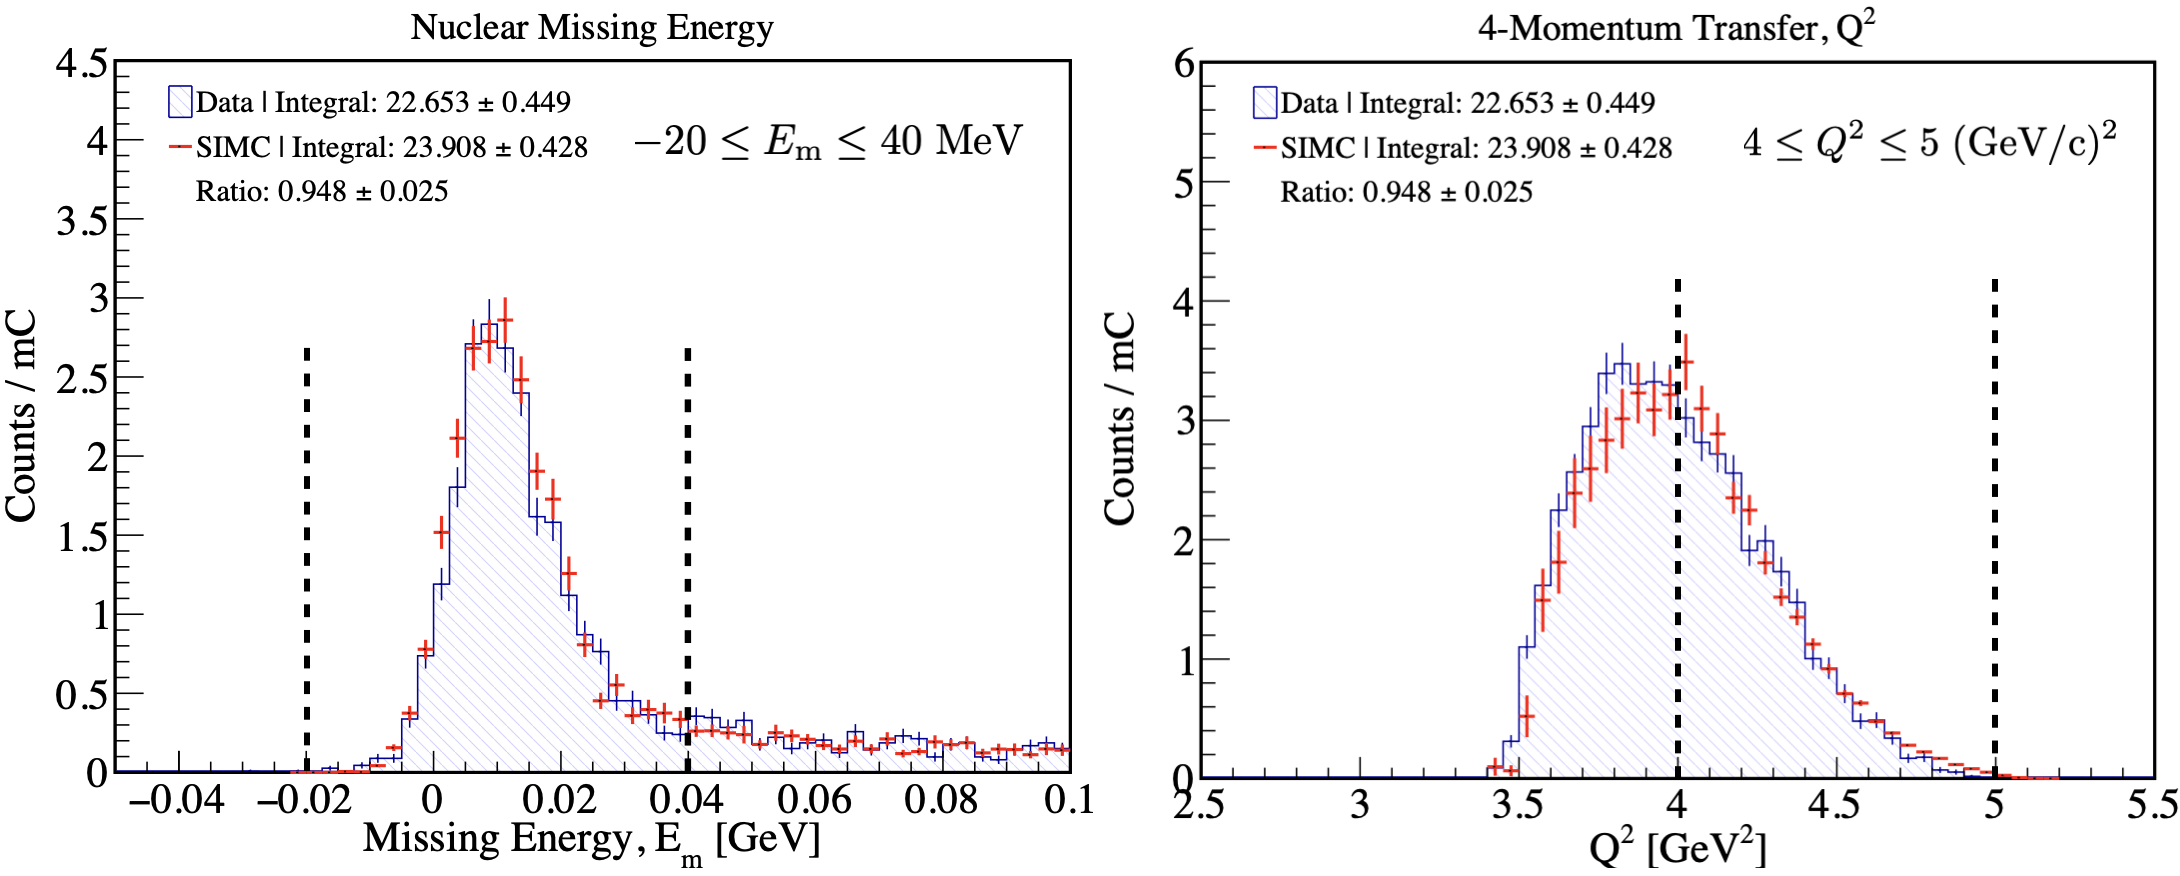 Nuclear Missing Energy
Data | Integral: 22.653 ± 0.449
SIMC | Integral: 23.908 ± 0.428
Ratio: 0.948 ± 0.025
−20 ≤ Eₘ ≤ 40 MeV
Counts / mC
4.5
4
3.5
3
2.5
2
1.5
1
0.5
0
−0.04 −0.02 0 0.02 0.04 0.06 0.08 0.1
Missing Energy, Eₘ [GeV]
4-Momentum Transfer, Q²
Data | Integral: 22.653 ± 0.449
SIMC | Integral: 23.908 ± 0.428
Ratio: 0.948 ± 0.025
4 ≤ Q² ≤ 5 (GeV/c)²
Counts / mC
6
5
4
3
2
1
0
2.5 3 3.5 4 4.5 5 5.5
Q² [GeV²]